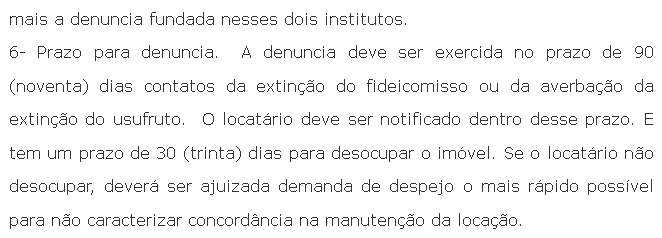 mais a denuncia fundada nesses dois institutos.
6- Prazo para denuncia. A denuncia deve ser exercida no prazo de 90
(noventa) dias contatos da extinção do fideicomisso ou da averbação da
extinção do usufruto. O locatário deve ser notificado dentro desse prazo. E
tem um prazo de 30 (trinta) dias para desocupar o imóvel. Se o locatário não
desocupar, deverá ser ajuizada demanda de despejo o mais rápido possível
para não caracterizar concordância na manutenção da locação.